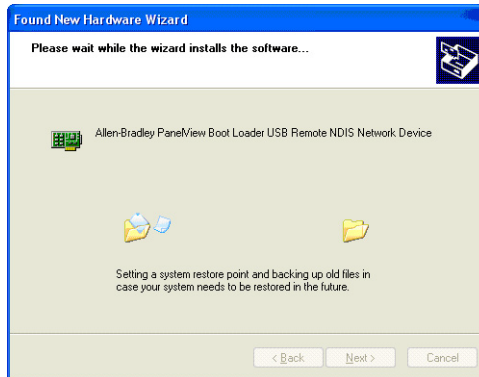 Found New Hardware Wizard
Please wait while the wizard installs the software...
Allen-Bradley PanelView Boot Loader USB Remote NDIS Network Device
Setting a system restore point and backing up old files in
case your system needs to be restored in the future.
< Back Next > Cancel